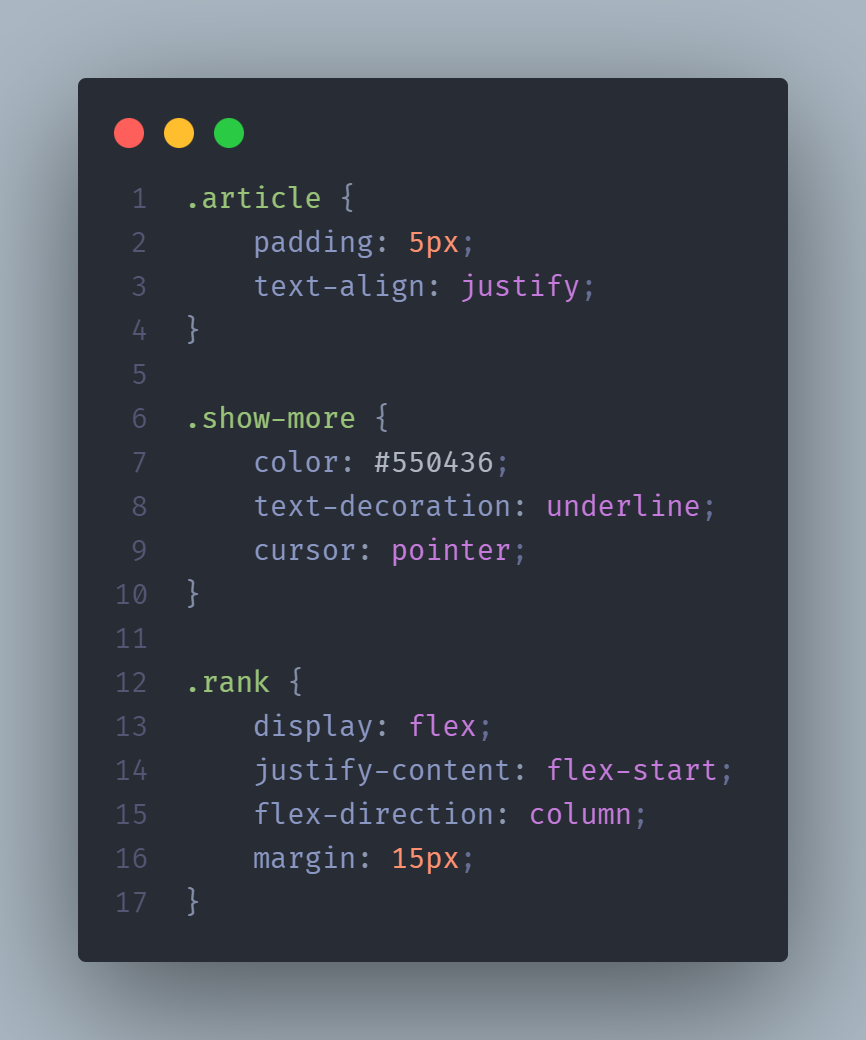 1 .article {
2     padding: 5px;
3     text-align: justify;
4 }
5
6 .show-more {
7     color: #550436;
8     text-decoration: underline;
9     cursor: pointer;
10 }
11
12 .rank {
13     display: flex;
14     justify-content: flex-start;
15     flex-direction: column;
16     margin: 15px;
17 }